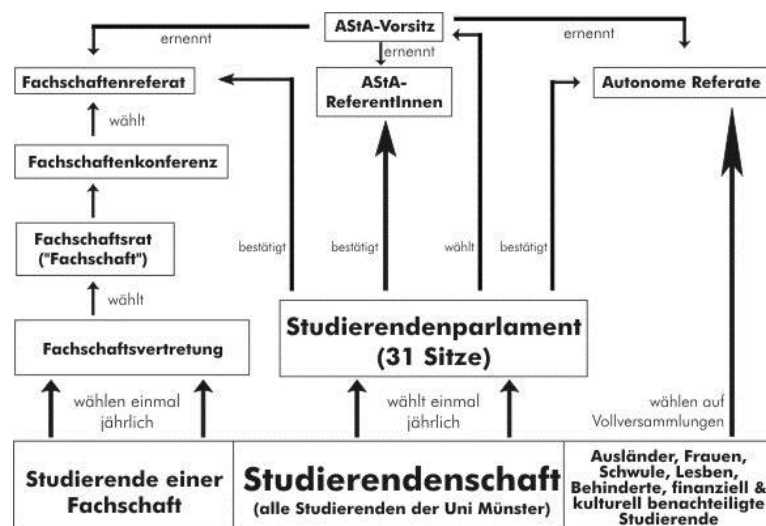 AStA-Vorsitz
ernennt
ernennt
ernennt
Fachschaftenreferat
AStA-
ReferentInnen
Autonome Referate
wählt
Fachschaftenkonferenz
Fachschaftsrat
("Fachschaft")
bestätigt
bestätigt
wählt
bestätigt
wählt
Fachschaftsvertretung
Studierendenparlament
(31 Sitze)
wählen einmal
jährlich
wählt einmal
jährlich
wählen auf
Vollversammlungen
Studierende einer
Fachschaft
Studierendenschaft
(alle Studierenden der Uni Münster)
Ausländer, Frauen,
Schwule, Lesben,
Behinderte, finanziell &
kulturell benachteiligte
Studierende